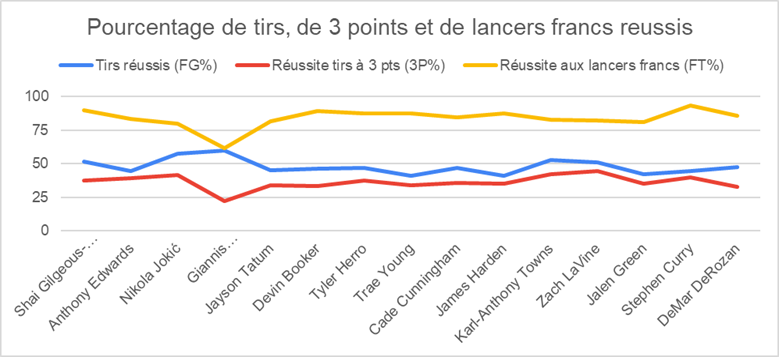 Pourcentage de tirs, de 3 points et de lancers francs reussis
Tirs réussis (FG%) Réussite tirs à 3 pts (3P%) Réussite aux lancers francs (FT%)
100
75
50
25
0
Shai Gilgeous-...
Anthony Edwards
Nikola Jokić
Giannis...
Jayson Tatum
Devin Booker
Tyler Herro
Trae Young
Cade Cunningham
James Harden
Karl-Anthony Towns
Zach LaVine
Jalen Green
Stephen Curry
DeMar DeRozan